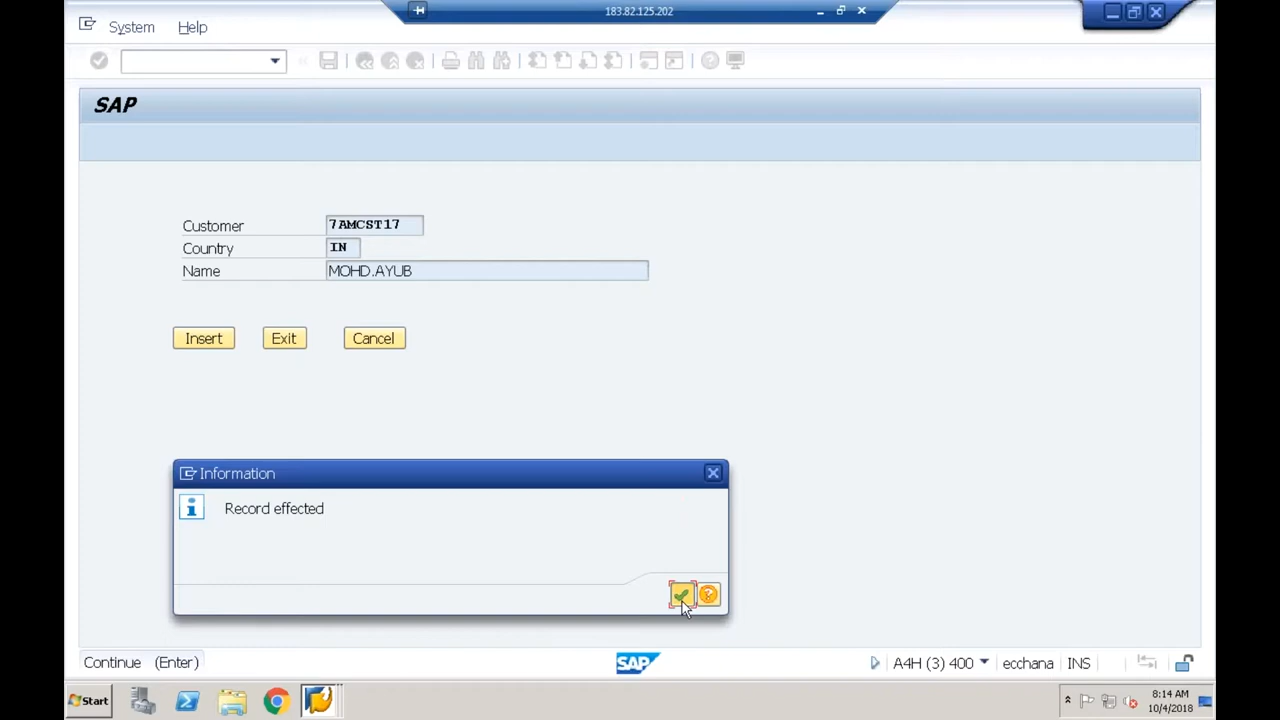 183.82.125.202
System Help
SAP
Customer 7AMCST17
Country IN
Name MOHD.AYUB
Insert Exit Cancel
Information
Record effected
Continue (Enter)
SAP
A4H (3) 400 ecchana INS
Start
8:14 AM
10/4/2018